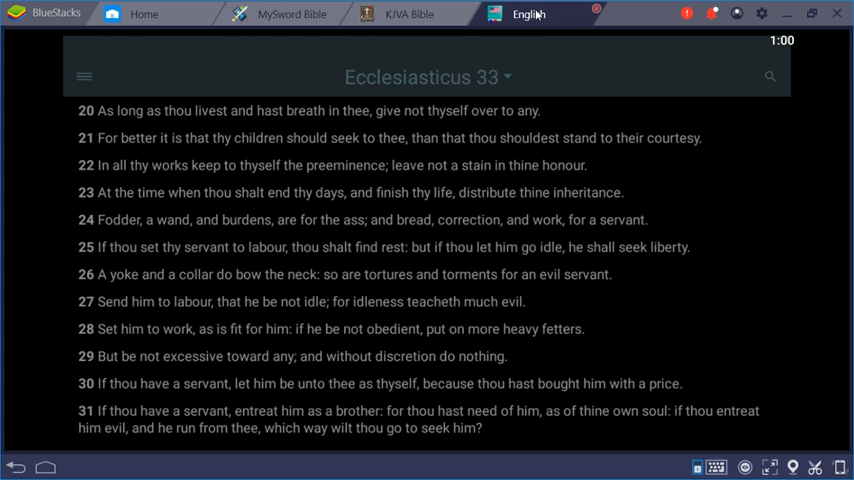 BlueStacks Home MySword Bible KJVA Bible English
1:00
Ecclesiasticus 33
20 As long as thou livest and hast breath in thee, give not thyself over to any.
21 For better it is that thy children should seek to thee, than that thou shouldest stand to their courtesy.
22 In all thy works keep to thyself the preeminence; leave not a stain in thine honour.
23 At the time when thou shalt end thy days, and finish thy life, distribute thine inheritance.
24 Fodder, a wand, and burdens, are for the ass; and bread, correction, and work, for a servant.
25 If thou set thy servant to labour, thou shalt find rest: but if thou let him go idle, he shall seek liberty.
26 A yoke and a collar do bow the neck: so are tortures and torments for an evil servant.
27 Send him to labour, that he be not idle; for idleness teacheth much evil.
28 Set him to work, as is fit for him: if he be not obedient, put on more heavy fetters.
29 But be not excessive toward any; and without discretion do nothing.
30 If thou have a servant, let him be unto thee as thyself, because thou hast bought him with a price.
31 If thou have a servant, entreat him as a brother: for thou hast need of him, as of thine own soul: if thou entreat
him evil, and he run from thee, which way wilt thou go to seek him?